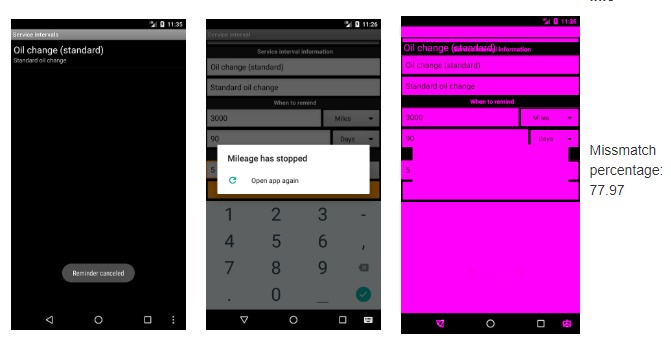 11:35
Service intervals
Oil change (standard)
Standard oil change
Reminder canceled
11:26
Service interval
Service interval information
Oil change (standard)
Standard oil change
When to remind
3000 Miles
90 Days
5
Mileage has stopped
Open app again
1 2 3 -
4 5 6 ,
7 8 9
. 0 _
Oil change (standard)
Service interval information
Oil change (standard)
Standard oil change
When to remind
3000 Miles
90 Days
5
Missmatch
percentage:
77.97